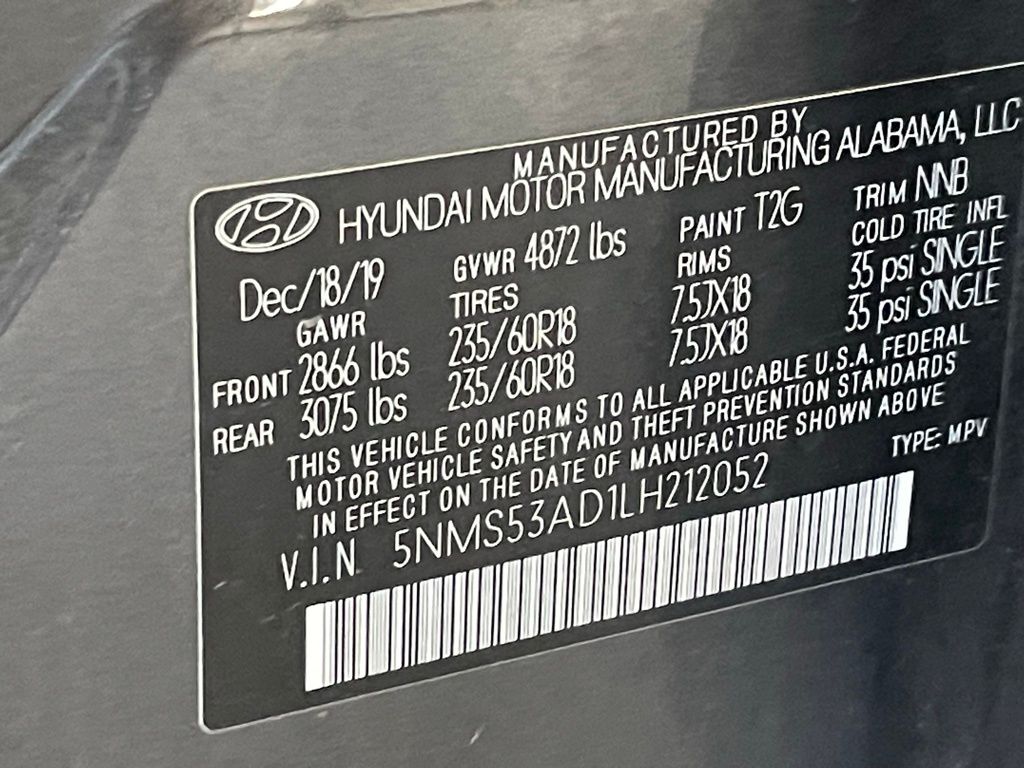 MANUFACTURED BY
HYUNDAI MOTOR MANUFACTURING ALABAMA, LLC
Dec/18/19 GVWR 4872 lbs PAINT T2G TRIM NNB
GAWR TIRES RIMS COLD TIRE INFL
FRONT 2866 lbs 235/60R18 7.5JX18 35 psi SINGLE
REAR 3075 lbs 235/60R18 7.5JX18 35 psi SINGLE
THIS VEHICLE CONFORMS TO ALL APPLICABLE U.S.A. FEDERAL
MOTOR VEHICLE SAFETY AND THEFT PREVENTION STANDARDS
IN EFFECT ON THE DATE OF MANUFACTURE SHOWN ABOVE
V.I.N 5NMS53AD1LH212052 TYPE: MPV